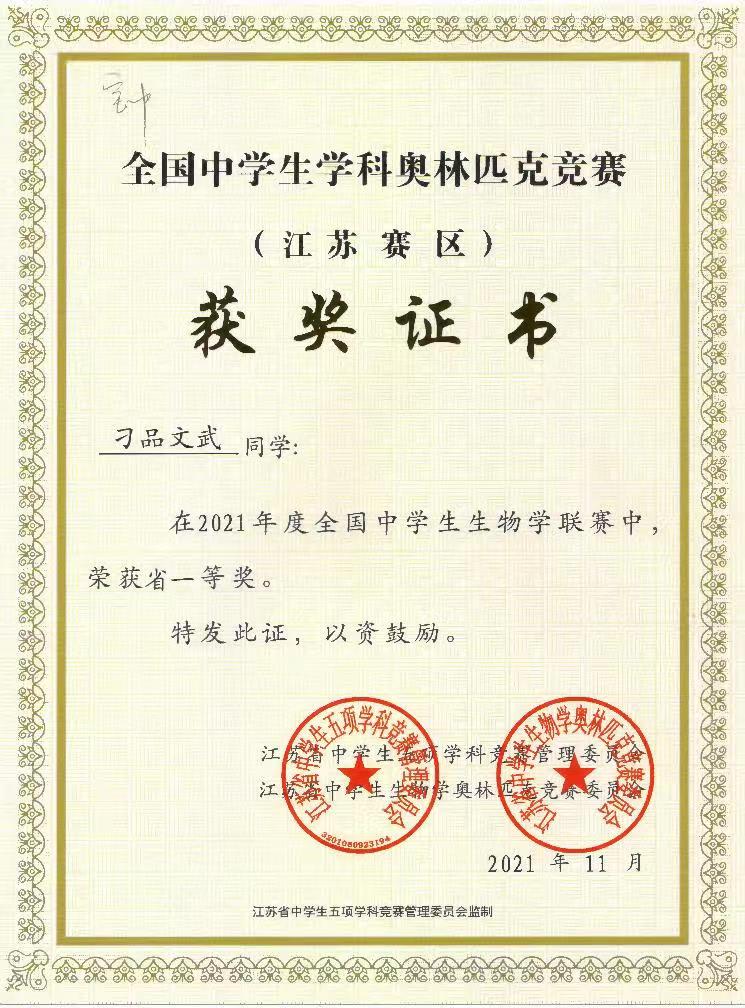 宝中
全国中学生学科奥林匹克竞赛
（江苏赛区）
获奖证书
刁品文武 同学:
在2021年度全国中学生生物学联赛中，
荣获省一等奖。
特发此证，以资鼓励。
江苏省中学生五项学科竞赛管理委员会
江苏省中学生生物学奥林匹克竞赛委员会
2021 年 11 月
江苏省中学生五项学科竞赛管理委员会
3201060923194
江苏省中学生生物学奥林匹克竞赛委员会
江苏省中学生五项学科竞赛管理委员会监制